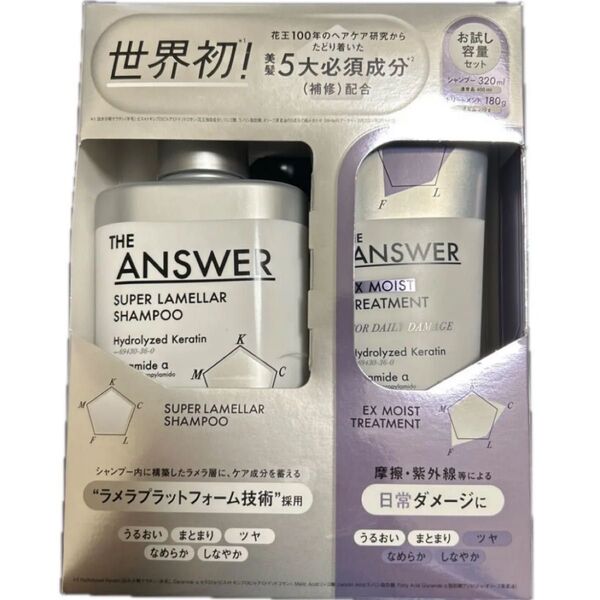 世界初!
花王100年のヘアケア研究から
たどり着いた
美髪 5大必須成分
(補修)配合
お試し
容量
セット
シャンプー 320ml
トリートメント 180g
THE
ANSWER
SUPER LAMELLAR
SHAMPOO
Hydrolyzed Keratin
69430-36-0
amide α
K
M
THE
ANSWER
EX MOIST
TREATMENT
FOR DAILY DAMAGE
Hydrolyzed Keratin
69430-36-0
amide α
F
L
K
M
C
F
L
SUPER LAMELLAR
SHAMPOO
EX MOIST
TREATMENT
K
M
C
F
L
シャンプー内に構築したラメラ層に、ケア成分を蓄える
“ラメラプラットフォーム技術”採用
うるおい まとまり ツヤ
なめらか しなやか
摩擦・紫外線等による
日常ダメージに
うるおい まとまり ツヤ
なめらか しなやか